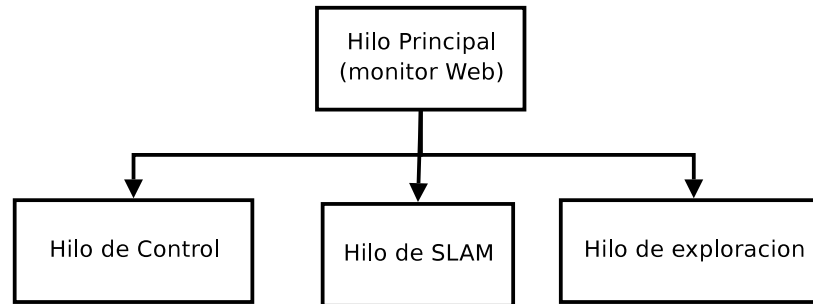 Hilo Principal
(monitor Web)
Hilo de Control
Hilo de SLAM
Hilo de exploracion